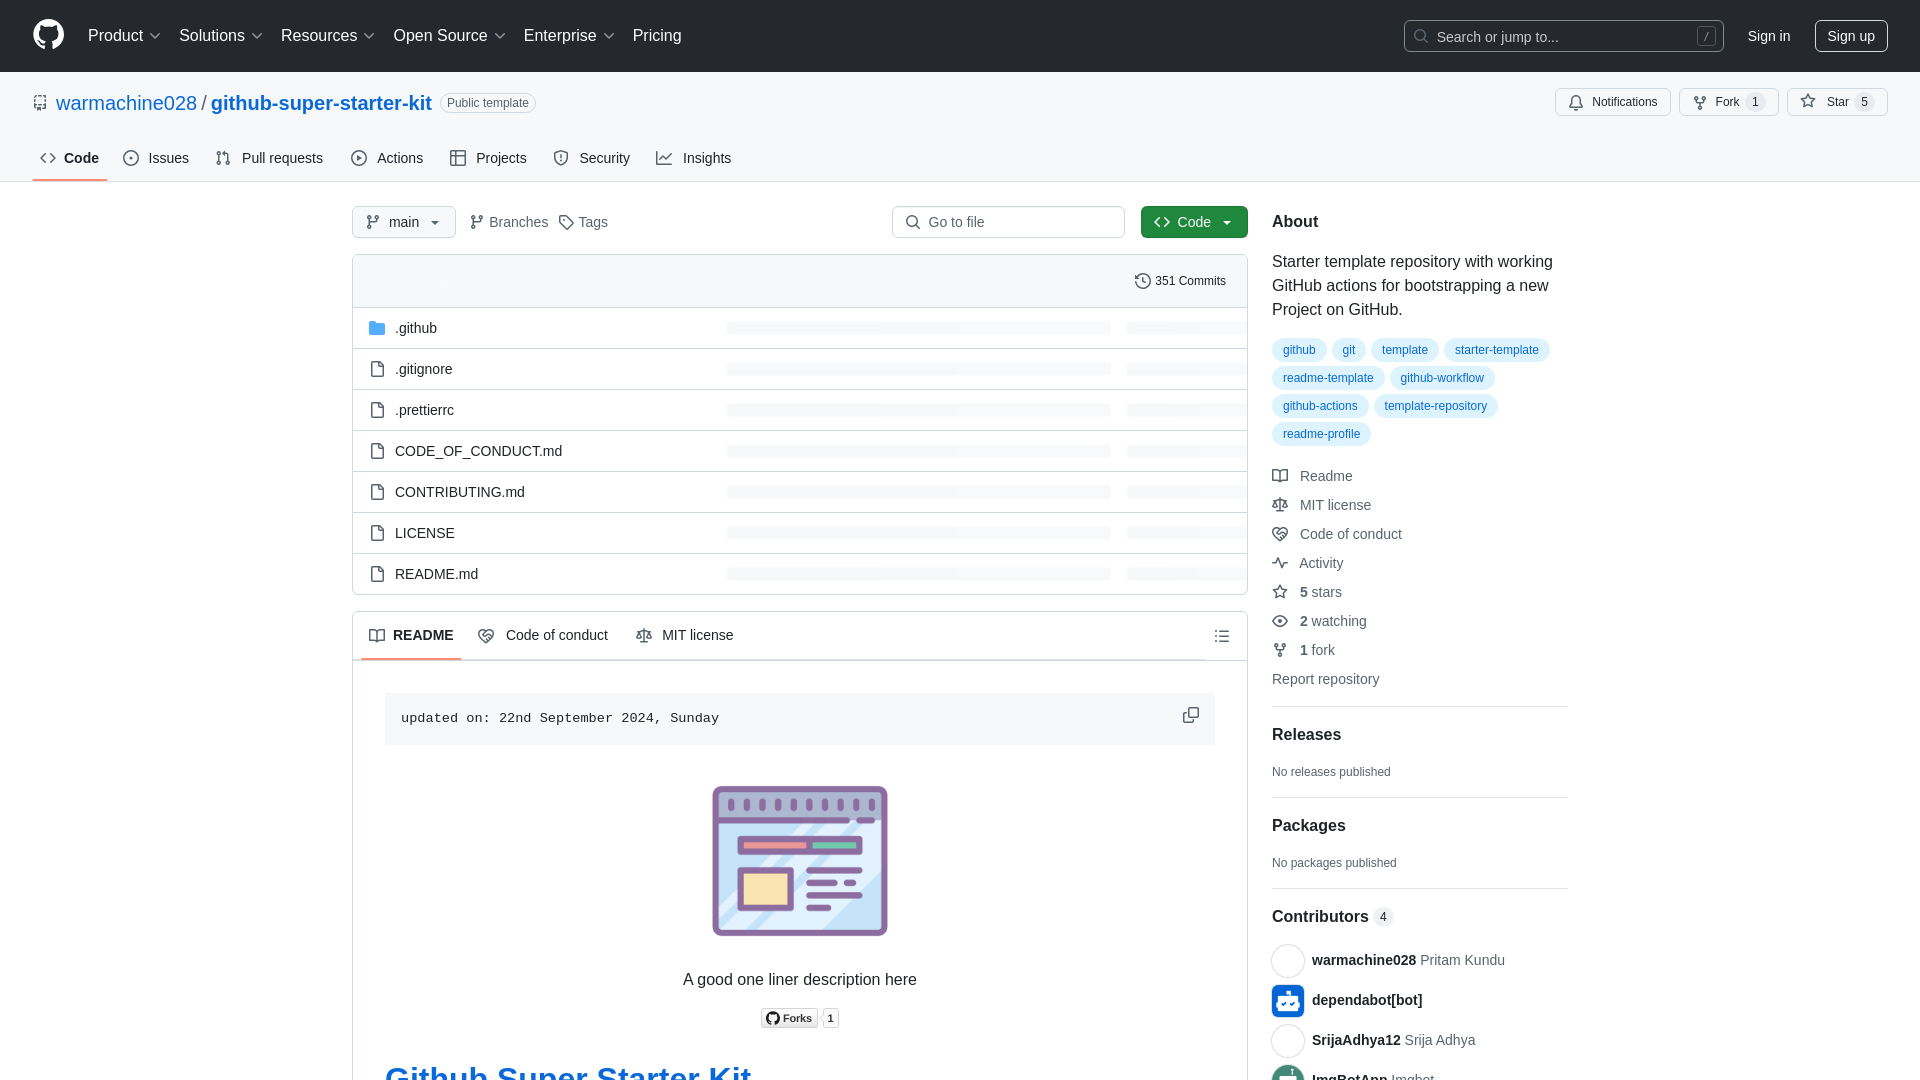 Product Solutions Resources Open Source Enterprise Pricing Search or jump to... / Sign in Sign up
warmachine028 / github-super-starter-kit Public template Notifications Fork 1 Star 5
Code Issues Pull requests Actions Projects Security Insights
main Branches Tags Go to file Code
351 Commits
.github
.gitignore
.prettierrc
CODE_OF_CONDUCT.md
CONTRIBUTING.md
LICENSE
README.md
README Code of conduct MIT license
updated on: 22nd September 2024, Sunday
A good one liner description here
Forks 1
Github Super Starter Kit
About
Starter template repository with working
GitHub actions for bootstrapping a new
Project on GitHub.
github git template starter-template
readme-template github-workflow
github-actions template-repository
readme-profile
Readme
MIT license
Code of conduct
Activity
5 stars
2 watching
1 fork
Report repository
Releases
No releases published
Packages
No packages published
Contributors 4
warmachine028 Pritam Kundu
dependabot[bot]
SrijaAdhya12 Srija Adhya
ImgBotApp Imgbot